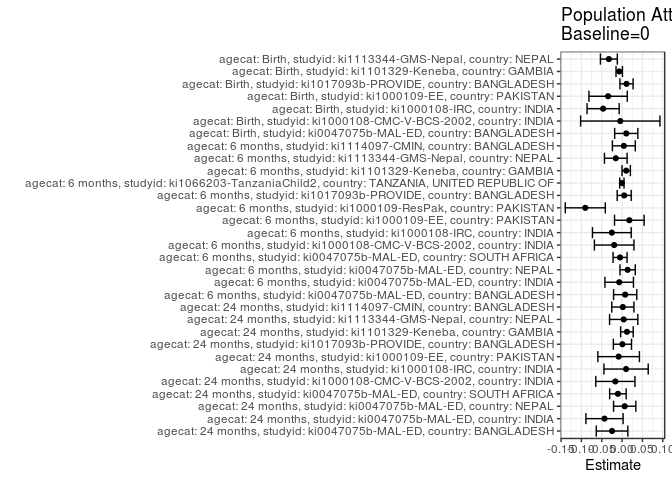 Population Att
Baseline=0
agecat: Birth, studyid: ki1113344-GMS-Nepal, country: NEPAL
agecat: Birth, studyid: ki1101329-Keneba, country: GAMBIA
agecat: Birth, studyid: ki1017093b-PROVIDE, country: BANGLADESH
agecat: Birth, studyid: ki1000109-EE, country: PAKISTAN
agecat: Birth, studyid: ki1000108-IRC, country: INDIA
agecat: Birth, studyid: ki1000108-CMC-V-BCS-2002, country: INDIA
agecat: Birth, studyid: ki0047075b-MAL-ED, country: BANGLADESH
agecat: 6 months, studyid: ki1114097-CMIN, country: BANGLADESH
agecat: 6 months, studyid: ki1113344-GMS-Nepal, country: NEPAL
agecat: 6 months, studyid: ki1101329-Keneba, country: GAMBIA
agecat: 6 months, studyid: ki1066203-TanzaniaChild2, country: TANZANIA, UNITED REPUBLIC OF
agecat: 6 months, studyid: ki1017093b-PROVIDE, country: BANGLADESH
agecat: 6 months, studyid: ki1000109-ResPak, country: PAKISTAN
agecat: 6 months, studyid: ki1000109-EE, country: PAKISTAN
agecat: 6 months, studyid: ki1000108-IRC, country: INDIA
agecat: 6 months, studyid: ki1000108-CMC-V-BCS-2002, country: INDIA
agecat: 6 months, studyid: ki0047075b-MAL-ED, country: SOUTH AFRICA
agecat: 6 months, studyid: ki0047075b-MAL-ED, country: NEPAL
agecat: 6 months, studyid: ki0047075b-MAL-ED, country: INDIA
agecat: 6 months, studyid: ki0047075b-MAL-ED, country: BANGLADESH
agecat: 24 months, studyid: ki1114097-CMIN, country: BANGLADESH
agecat: 24 months, studyid: ki1113344-GMS-Nepal, country: NEPAL
agecat: 24 months, studyid: ki1101329-Keneba, country: GAMBIA
agecat: 24 months, studyid: ki1017093b-PROVIDE, country: BANGLADESH
agecat: 24 months, studyid: ki1000109-EE, country: PAKISTAN
agecat: 24 months, studyid: ki1000108-IRC, country: INDIA
agecat: 24 months, studyid: ki1000108-CMC-V-BCS-2002, country: INDIA
agecat: 24 months, studyid: ki0047075b-MAL-ED, country: SOUTH AFRICA
agecat: 24 months, studyid: ki0047075b-MAL-ED, country: NEPAL
agecat: 24 months, studyid: ki0047075b-MAL-ED, country: INDIA
agecat: 24 months, studyid: ki0047075b-MAL-ED, country: BANGLADESH
-0.15 -0.10 -0.05 0.00 0.05 0.10
Estimate